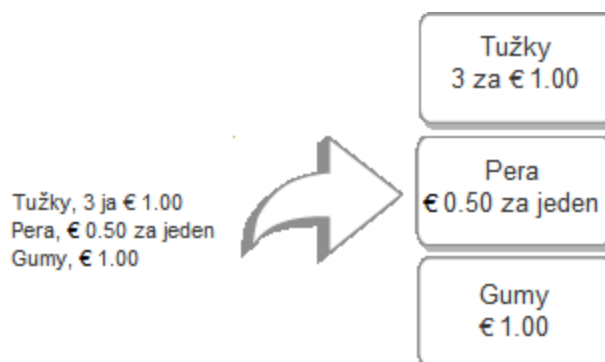 Tužky, 3 ja € 1.00
Pera, € 0.50 za jeden
Gumy, € 1.00
Tužky
3 za € 1.00
Pera
€ 0.50 za jeden
Gumy
€ 1.00